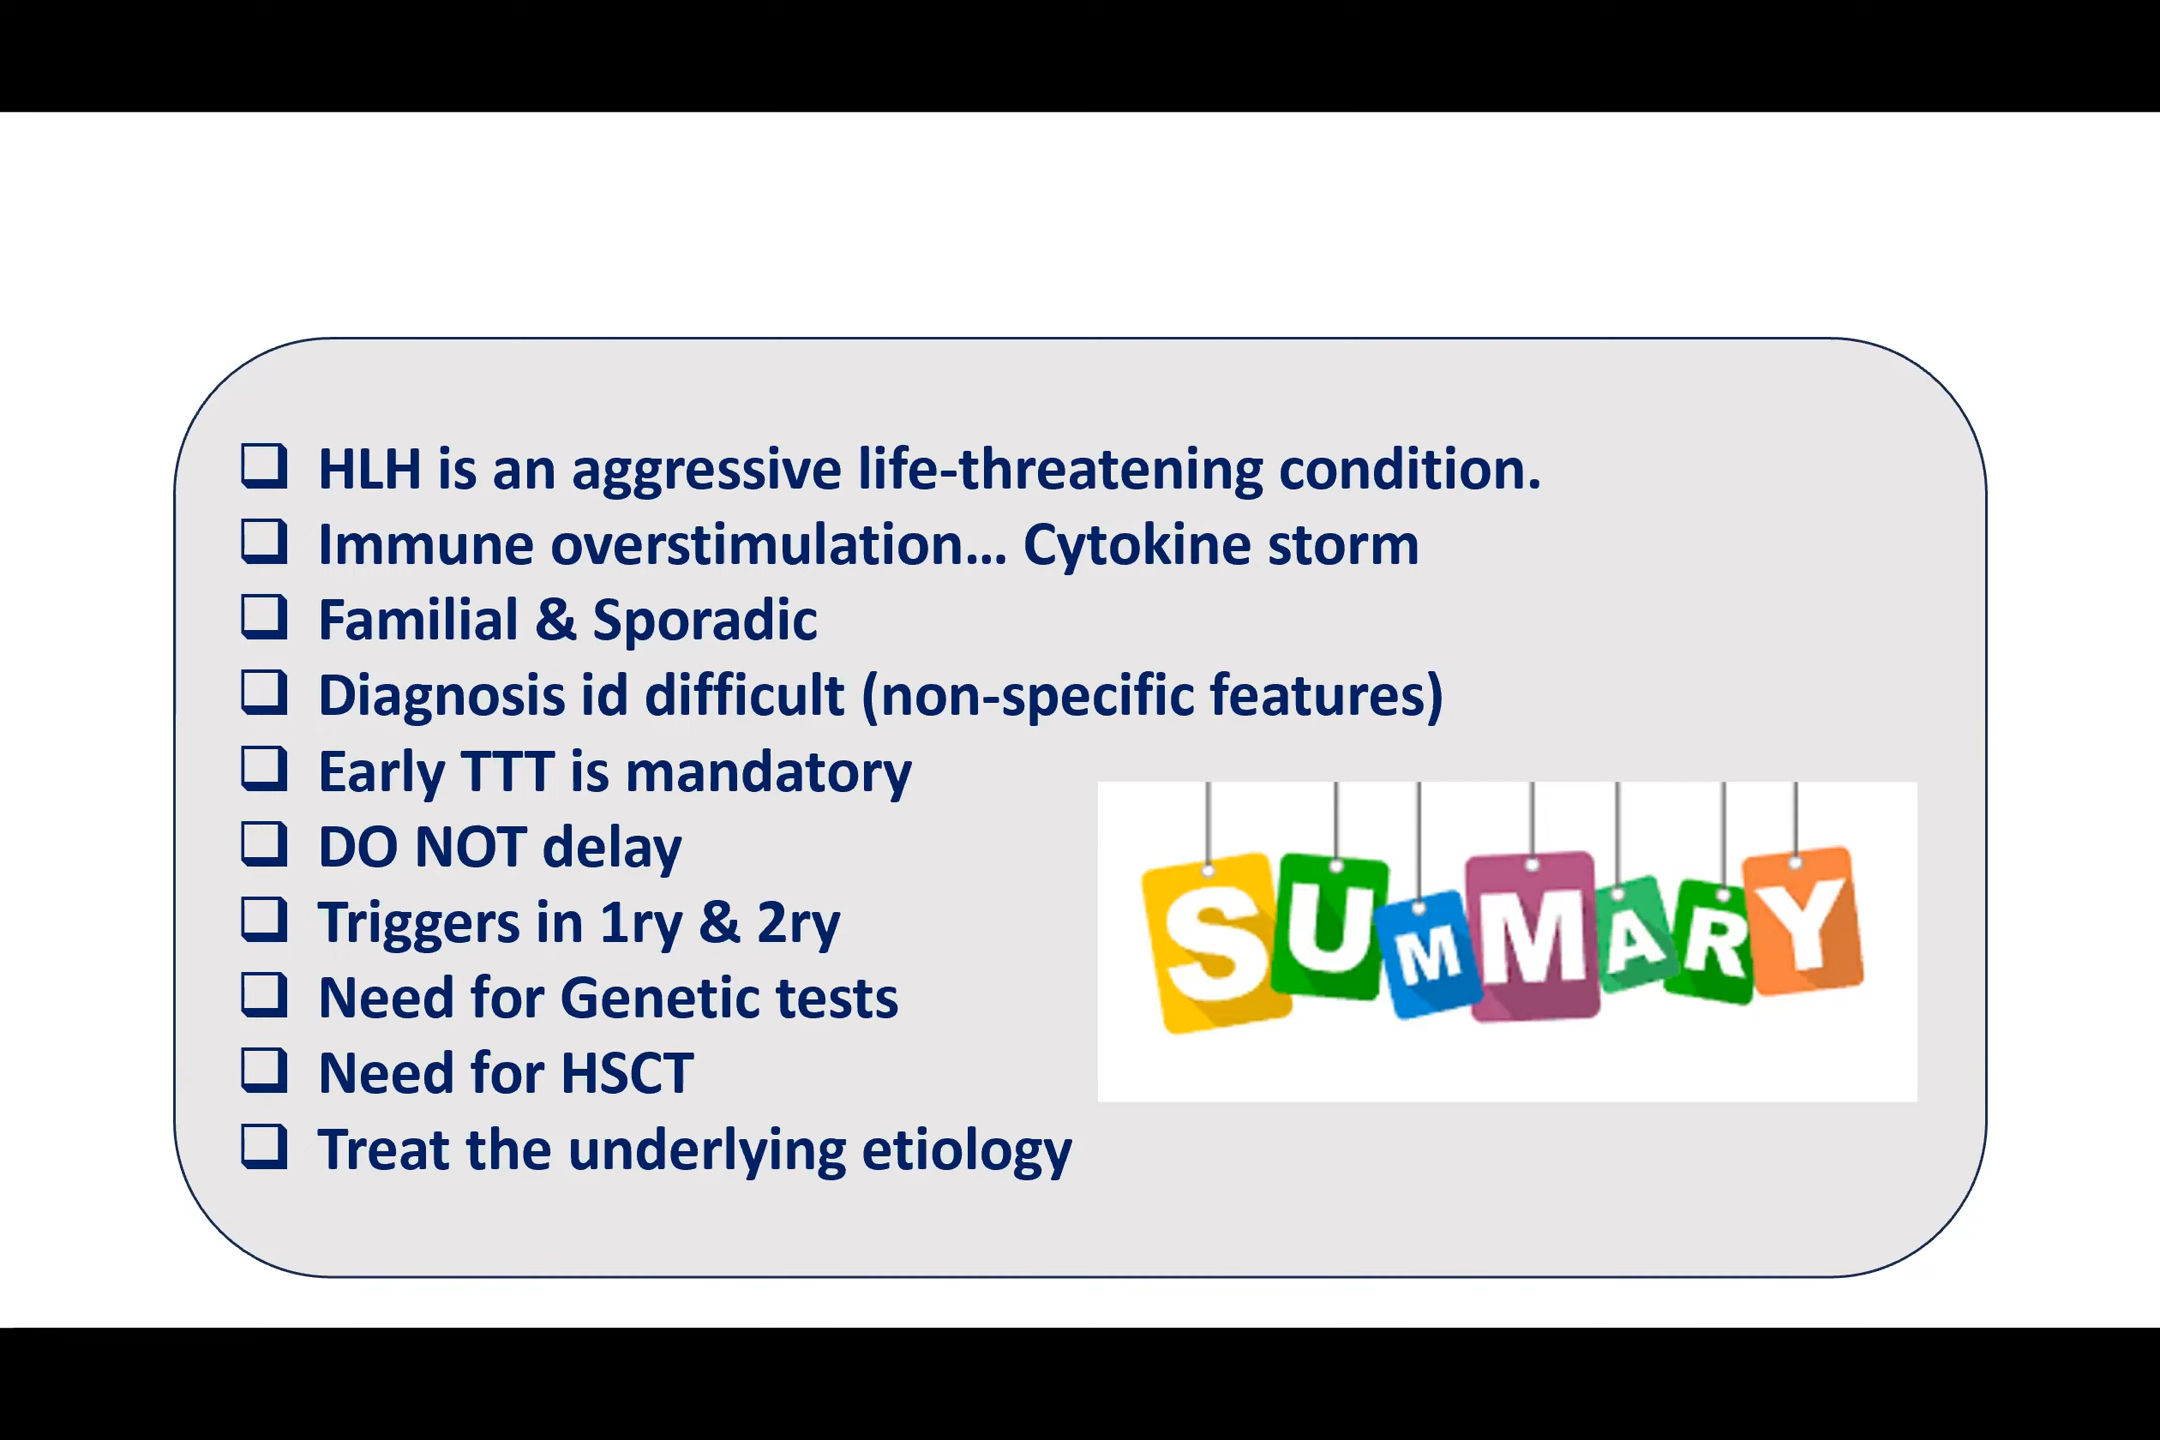 HLH is an aggressive life-threatening condition.
Immune overstimulation... Cytokine storm
Familial & Sporadic
Diagnosis id difficult (non-specific features)
Early TTT is mandatory
DO NOT delay
Triggers in 1ry & 2ry
Need for Genetic tests
Need for HSCT
Treat the underlying etiology
SUMMARY